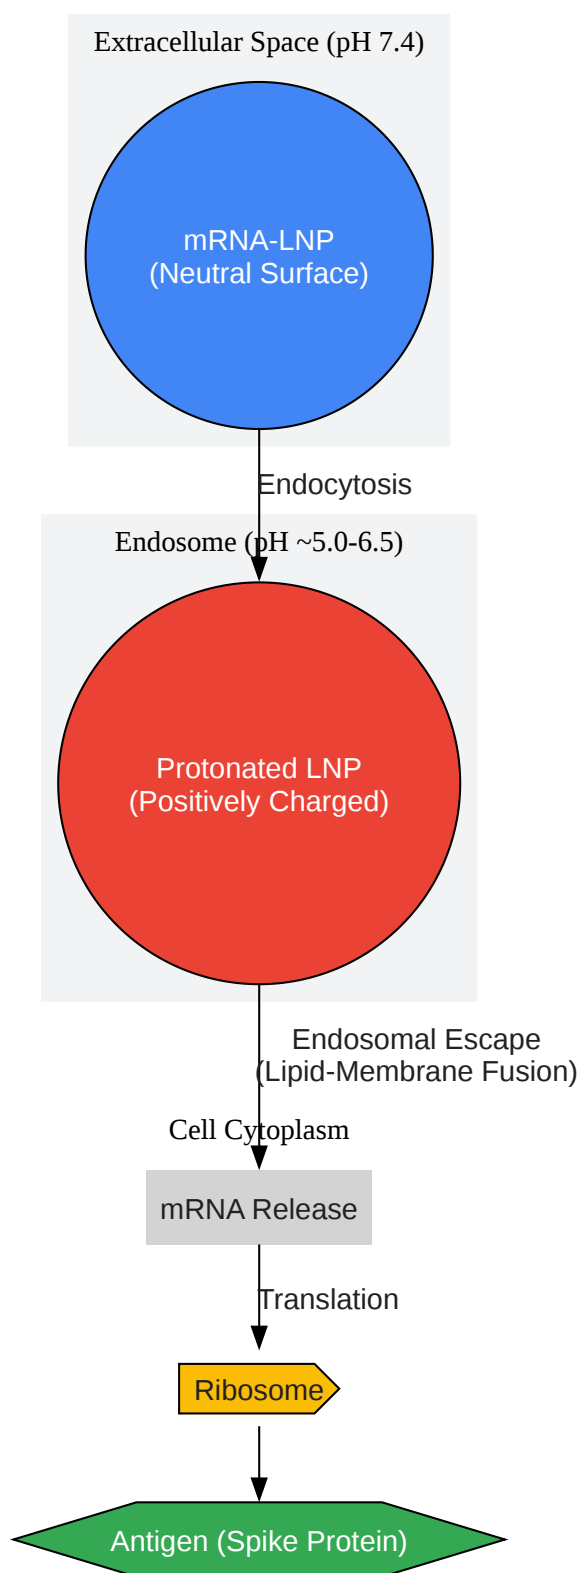 Extracellular Space (pH 7.4)
mRNA-LNP
(Neutral Surface)
Endocytosis
Endosome (pH ~5.0-6.5)
Protonated LNP
(Positively Charged)
Endosomal Escape
(Lipid-Membrane Fusion)
Cell Cytoplasm
mRNA Release
Translation
Ribosome
Antigen (Spike Protein)